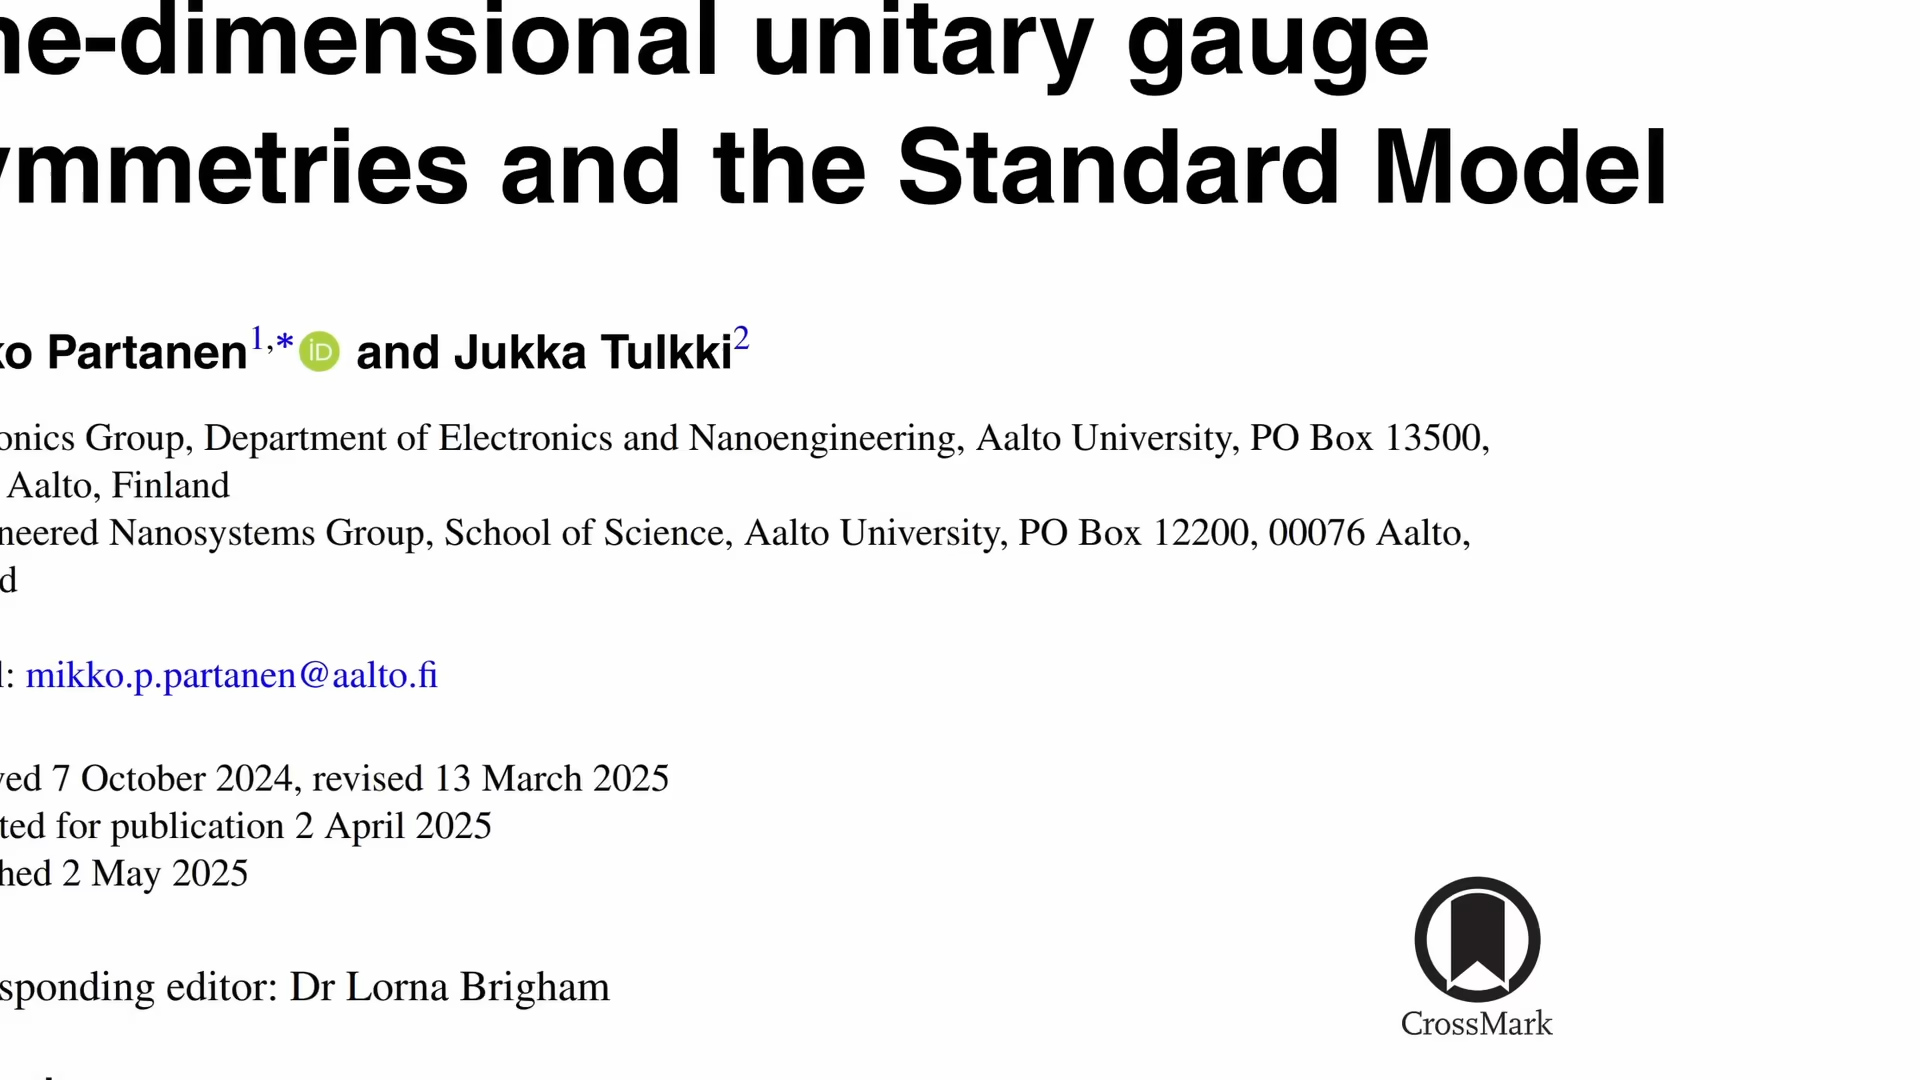 ne-dimensional unitary gauge
ymmetries and the Standard Model
ko Partanen1,* iD and Jukka Tulkki2
onics Group, Department of Electronics and Nanoengineering, Aalto University, PO Box 13500,
Aalto, Finland
neered Nanosystems Group, School of Science, Aalto University, PO Box 12200, 00076 Aalto,
d
l: mikko.p.partanen@aalto.fi
ved 7 October 2024, revised 13 March 2025
ted for publication 2 April 2025
hed 2 May 2025
sponding editor: Dr Lorna Brigham
CrossMark